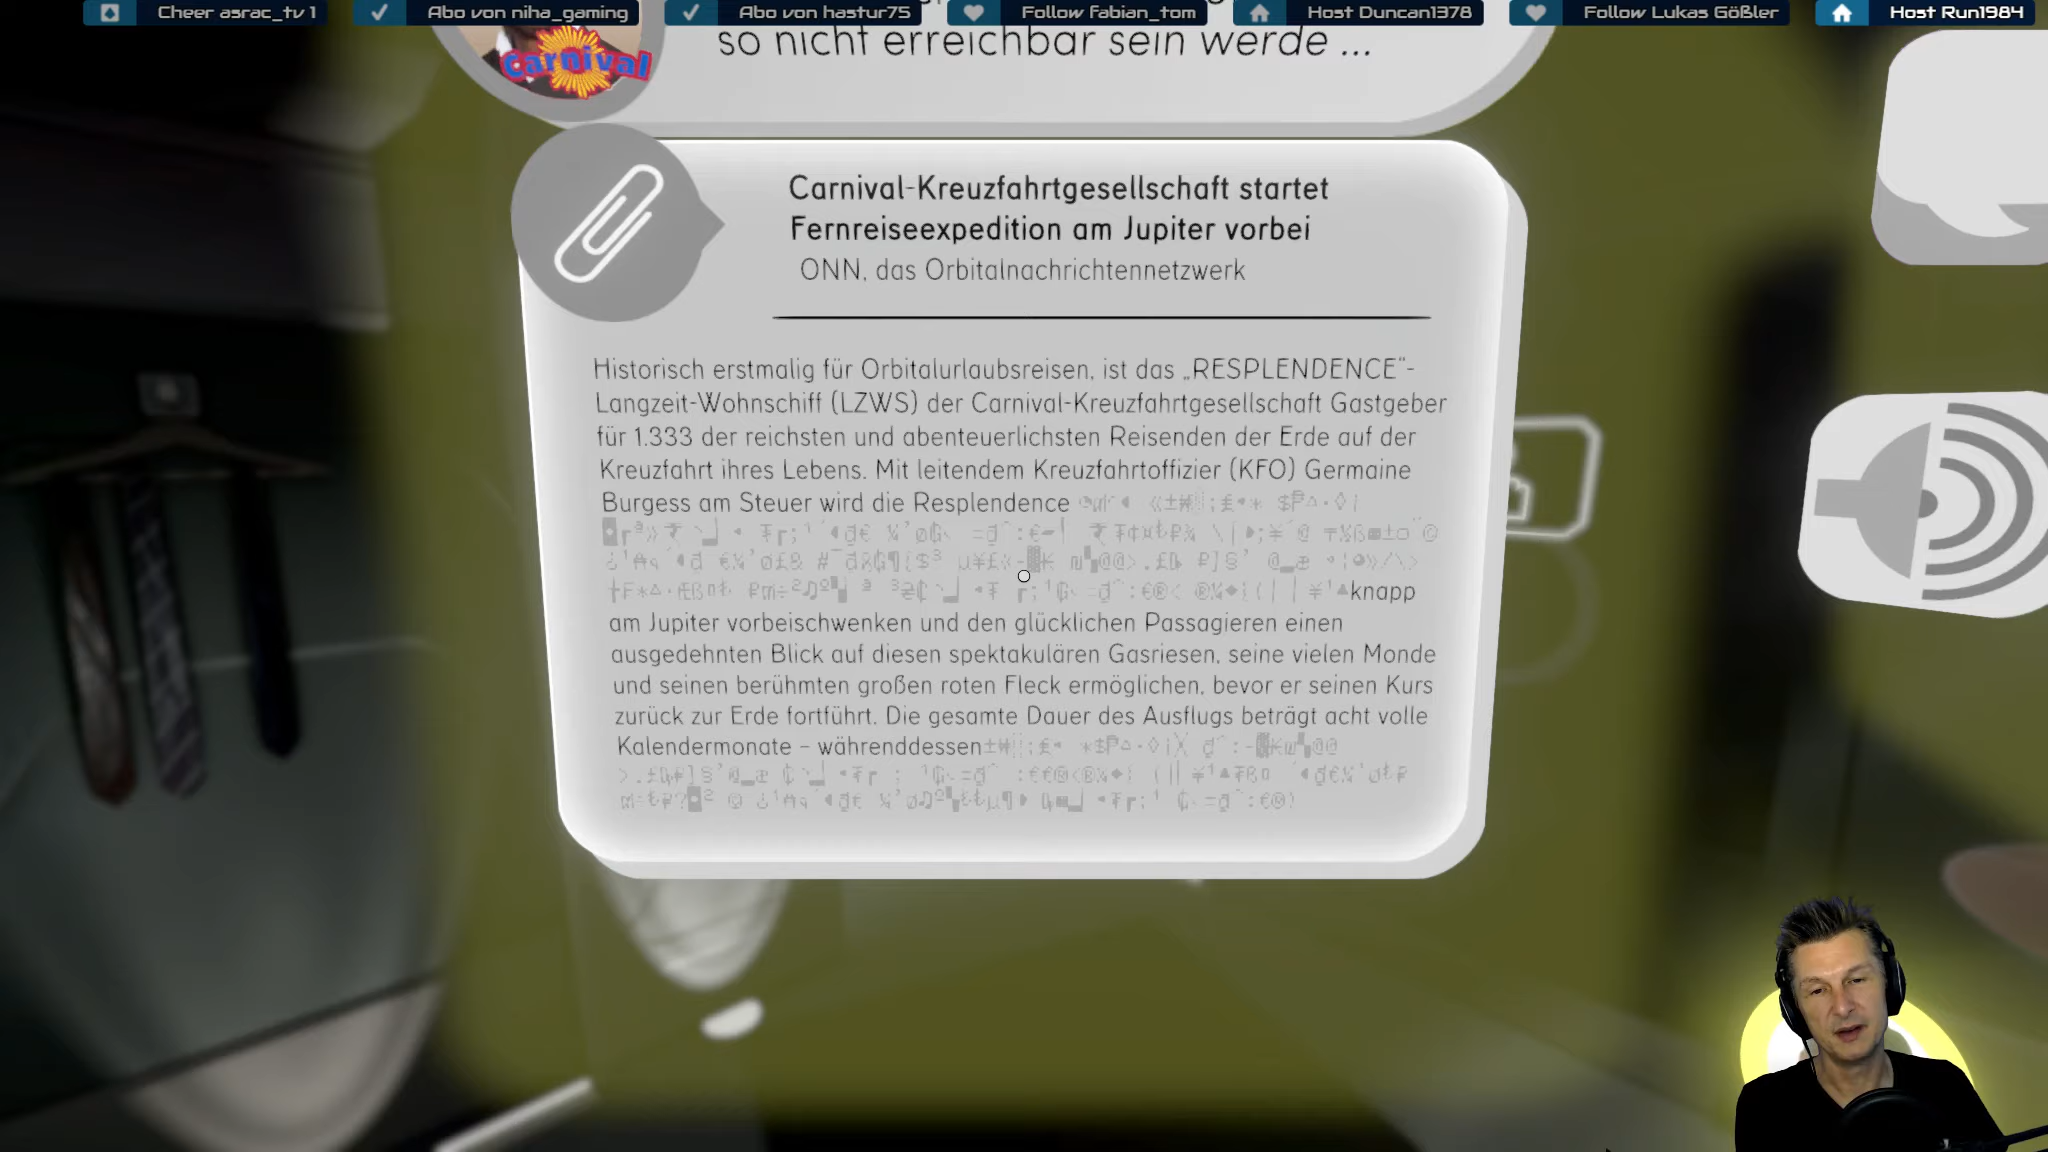 Cheer asrac_tv 1
Abo von niha_gaming
Abo von hastur75
Follow Fabian_tom
Host Duncan1378
Follow Lukas Gößler
Host Run1984
so nicht erreichbar sein werde ...
Carnival
Carnival-Kreuzfahrtgesellschaft startet
Fernreiseexpedition am Jupiter vorbei
ONN, das Orbitalnachrichtennetzwerk
Historisch erstmalig für Orbitalurlaubsreisen, ist das „RESPLENDENCE“-
Langzeit-Wohnschiff (LZWS) der Carnival-Kreuzfahrtgesellschaft Gastgeber
für 1.333 der reichsten und abenteuerlichsten Reisenden der Erde auf der
Kreuzfahrt ihres Lebens. Mit leitendem Kreuzfahrtoffizier (KFO) Germaine
Burgess am Steuer wird die Resplendence
knapp
am Jupiter vorbeischwenken und den glücklichen Passagieren einen
ausgedehnten Blick auf diesen spektakulären Gasriesen, seine vielen Monde
und seinen berühmten großen roten Fleck ermöglichen, bevor er seinen Kurs
zurück zur Erde fortführt. Die gesamte Dauer des Ausflugs beträgt acht volle
Kalendermonate – währenddessen